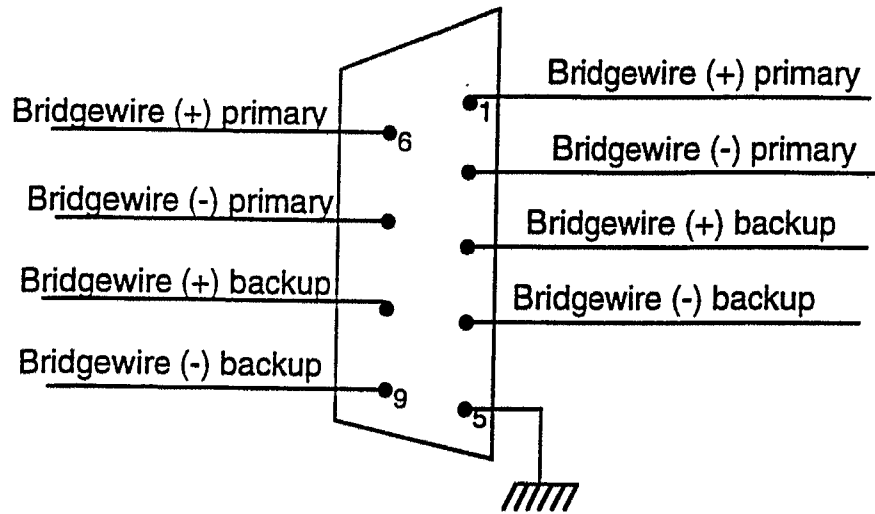 Bridgewire (+) primary
1
Bridgewire (+) primary
6
Bridgewire (-) primary
Bridgewire (-) primary
Bridgewire (+) backup
Bridgewire (+) backup
Bridgewire (-) backup
Bridgewire (-) backup
9
5